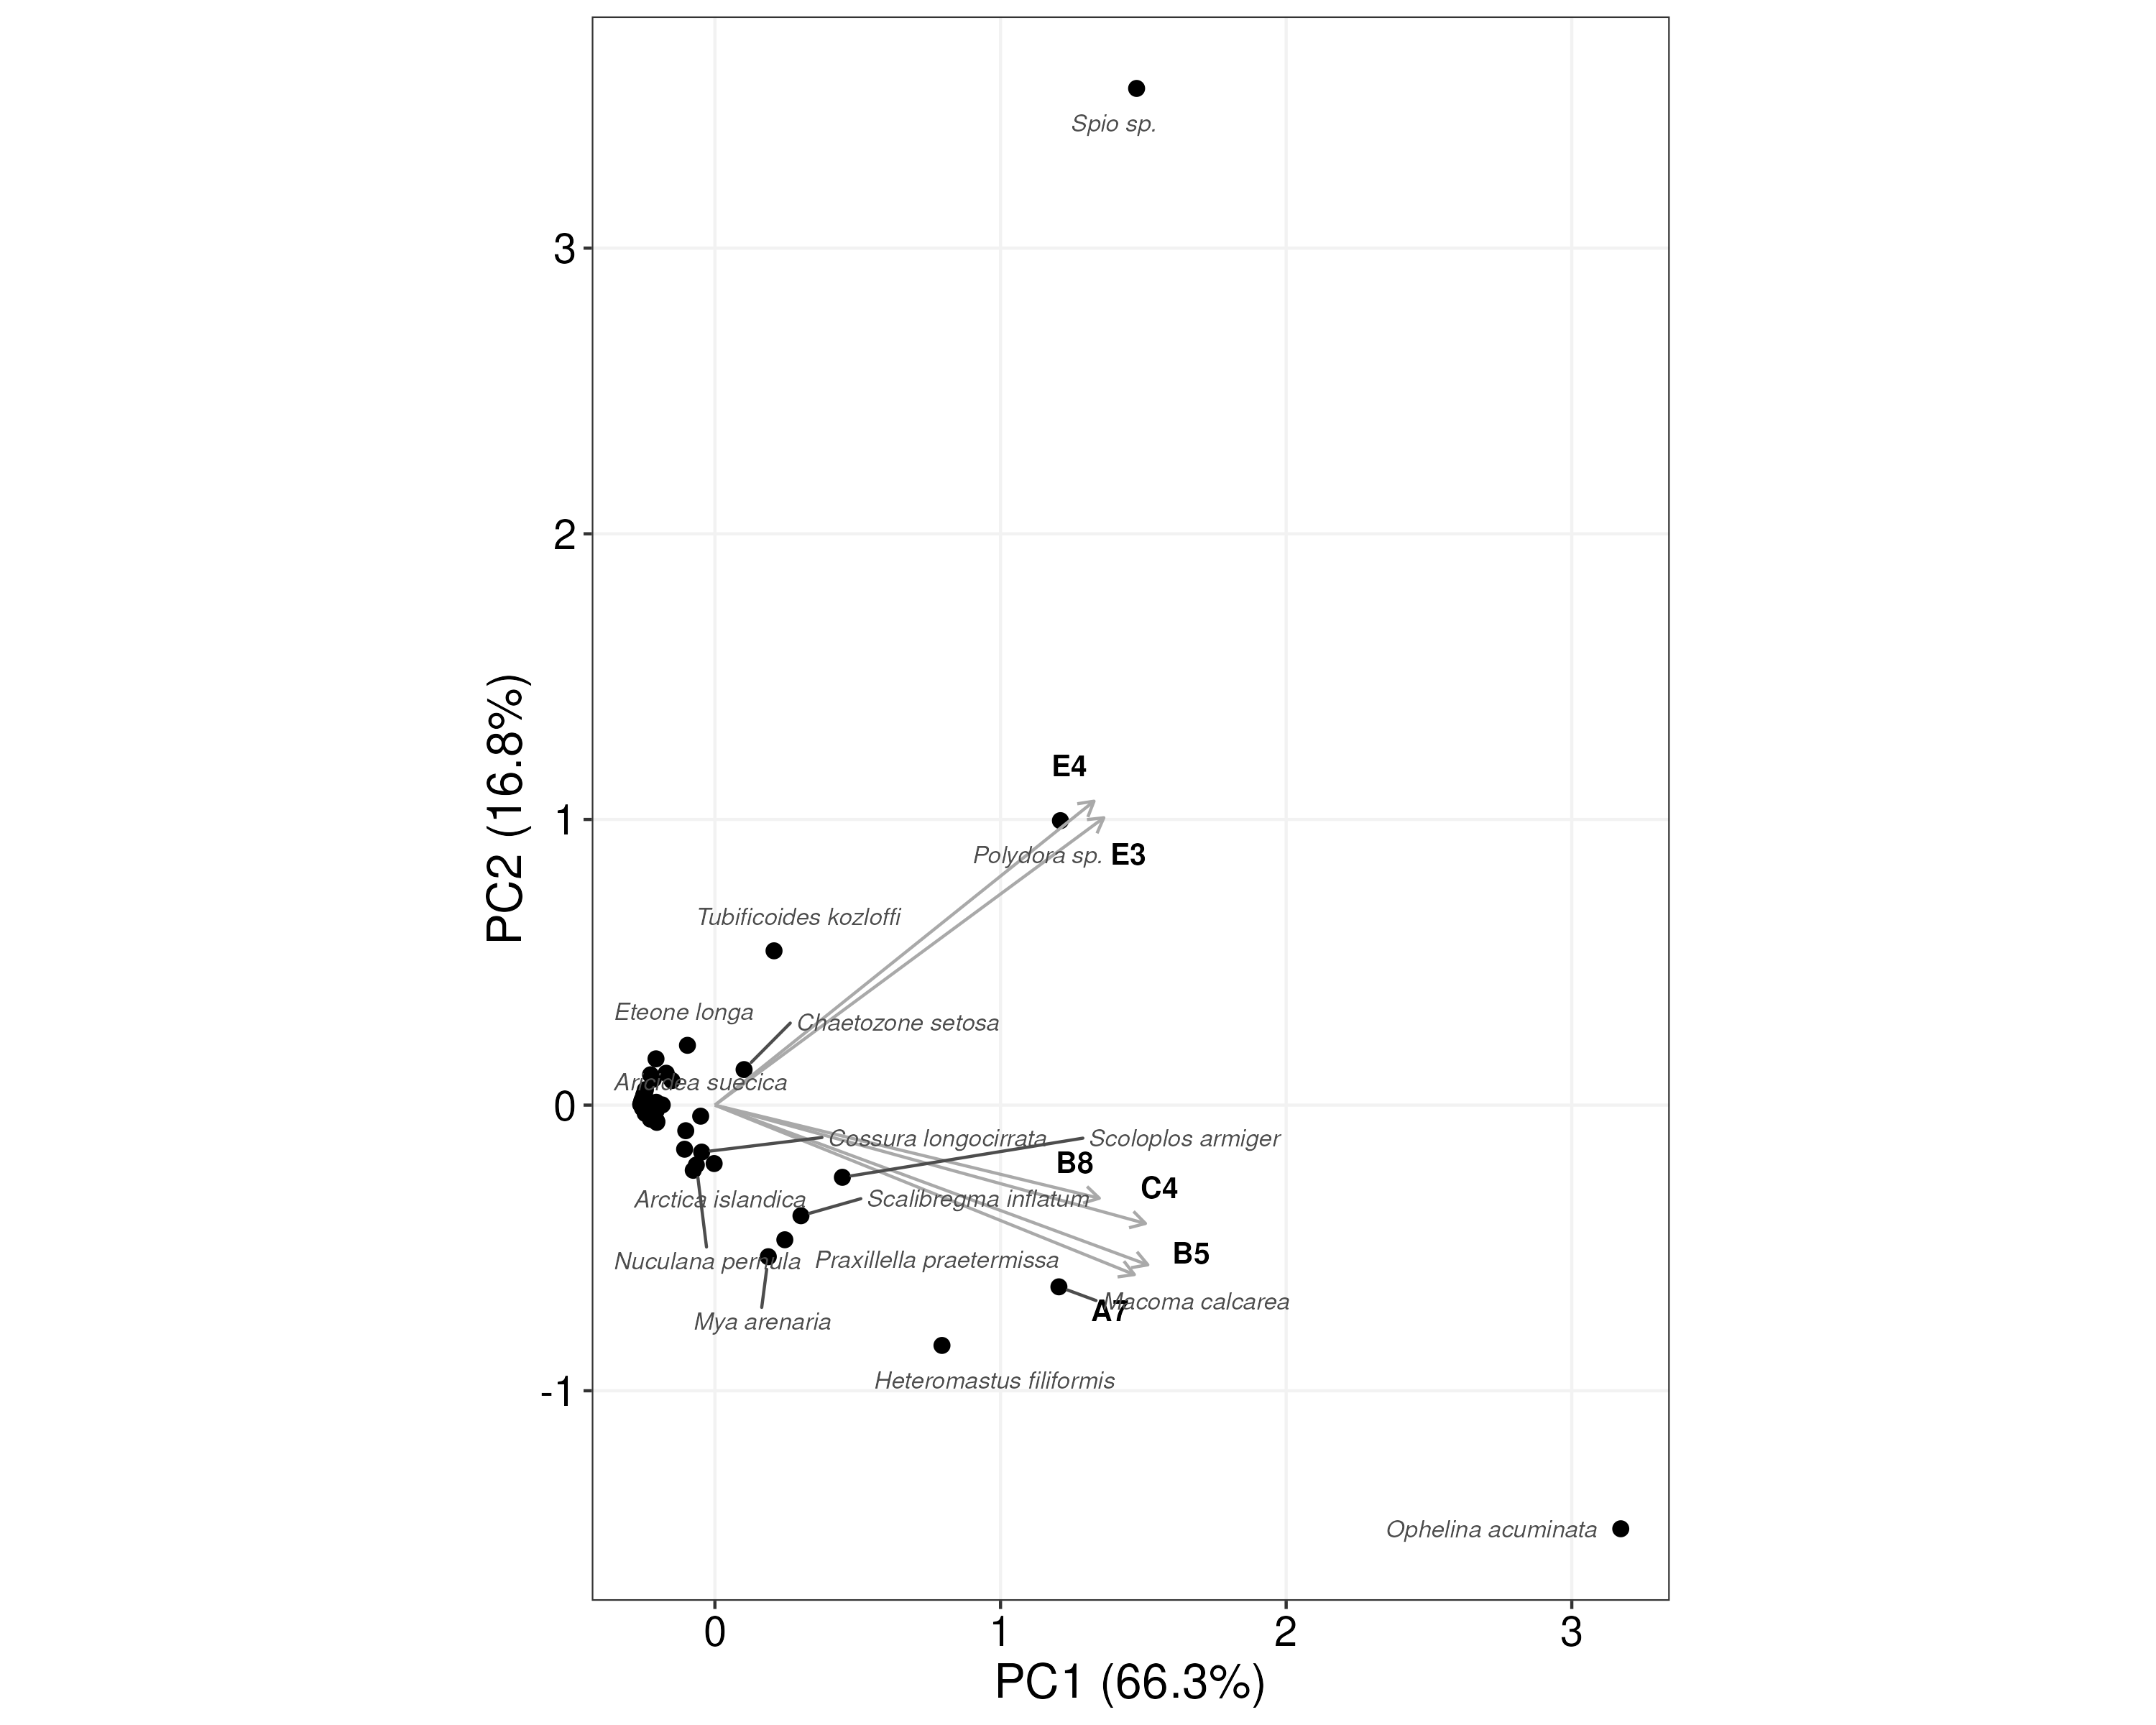 Spio sp.
3
2
E4
1
Polydora sp.
E3
Tubificoides kozloffi
PC2 (16.8%)
Eteone longa
Chaetozone setosa
Aricidea suecica
0
Cossura longocirrata
Scoloplos armiger
B8
C4
Arctica islandica
Scalibregma inflatum
B5
Nuculana pernula
Praxillella praetermissa
Macoma calcarea
A7
Mya arenaria
Heteromastus filiformis
-1
Ophelina acuminata
0
1
2
3
PC1 (66.3%)